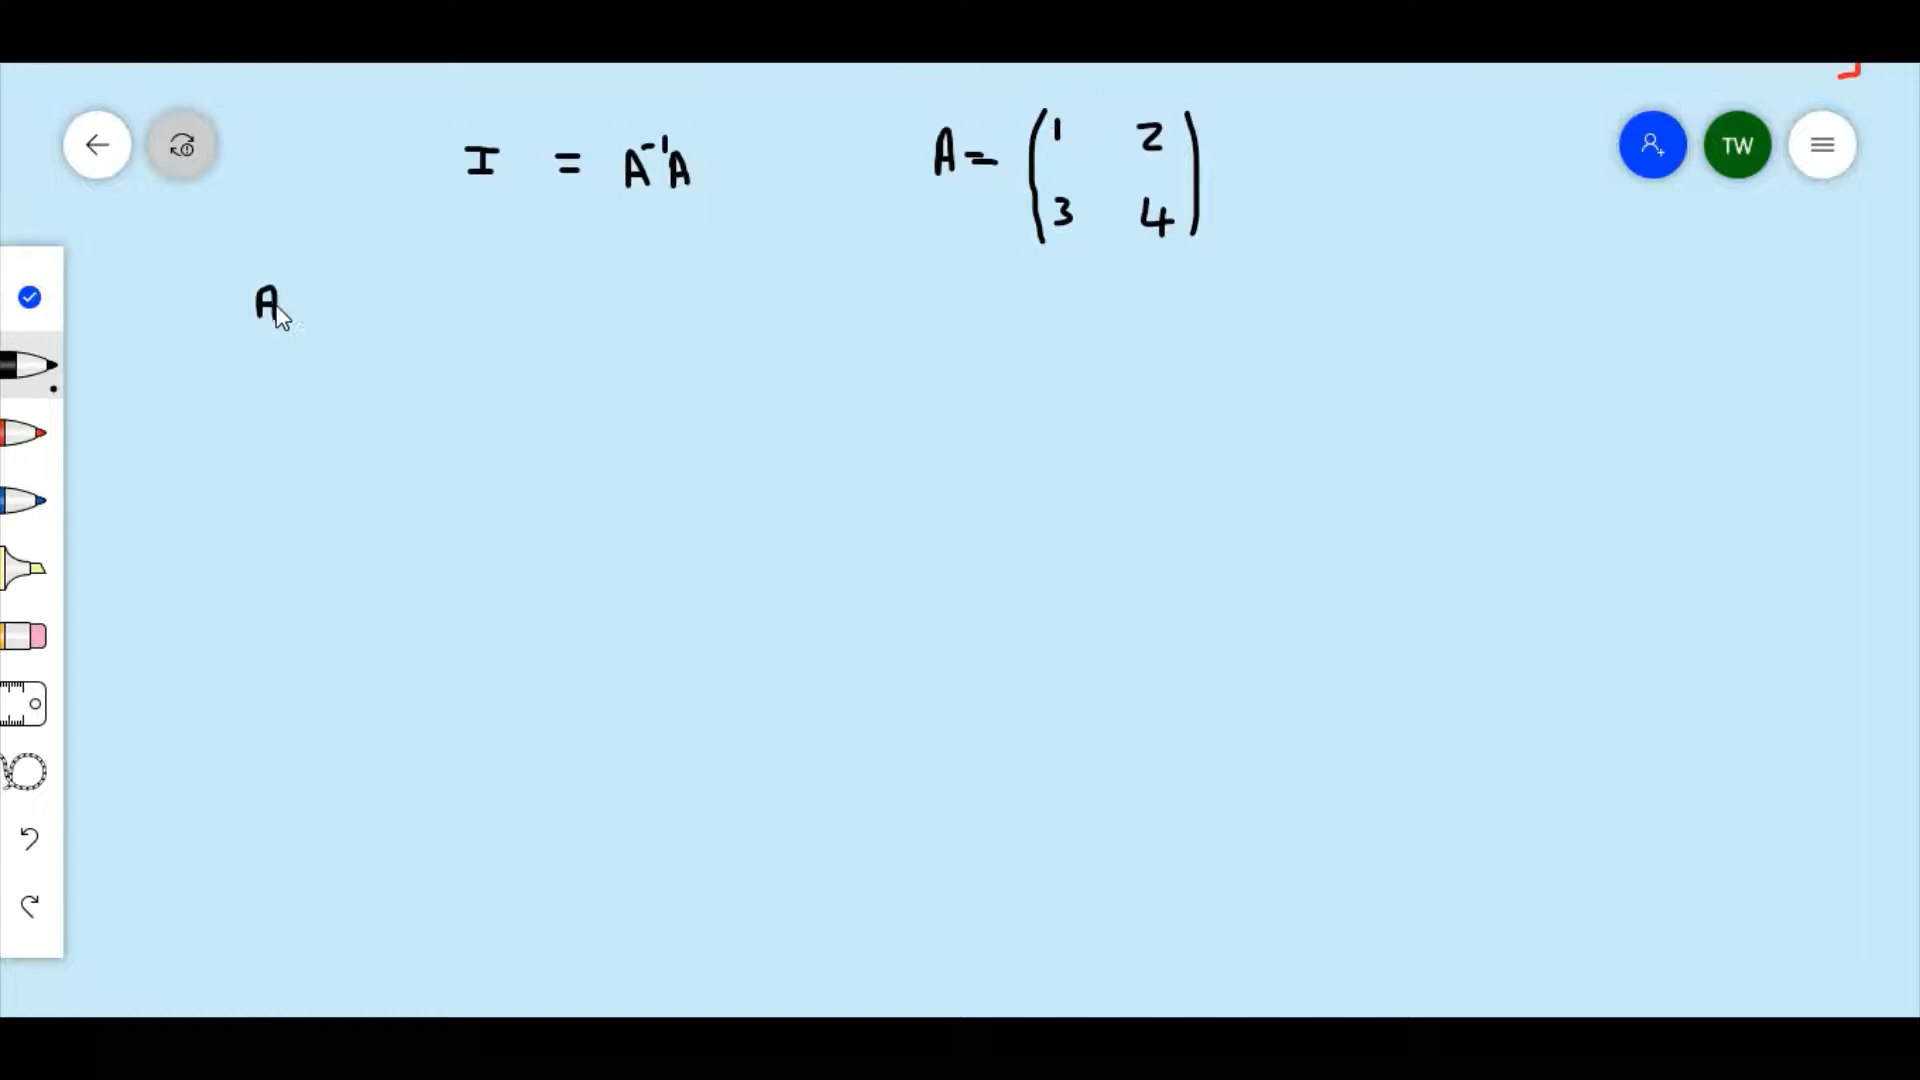 I = A⁻¹A A = (1 2
3 4)
TW
A